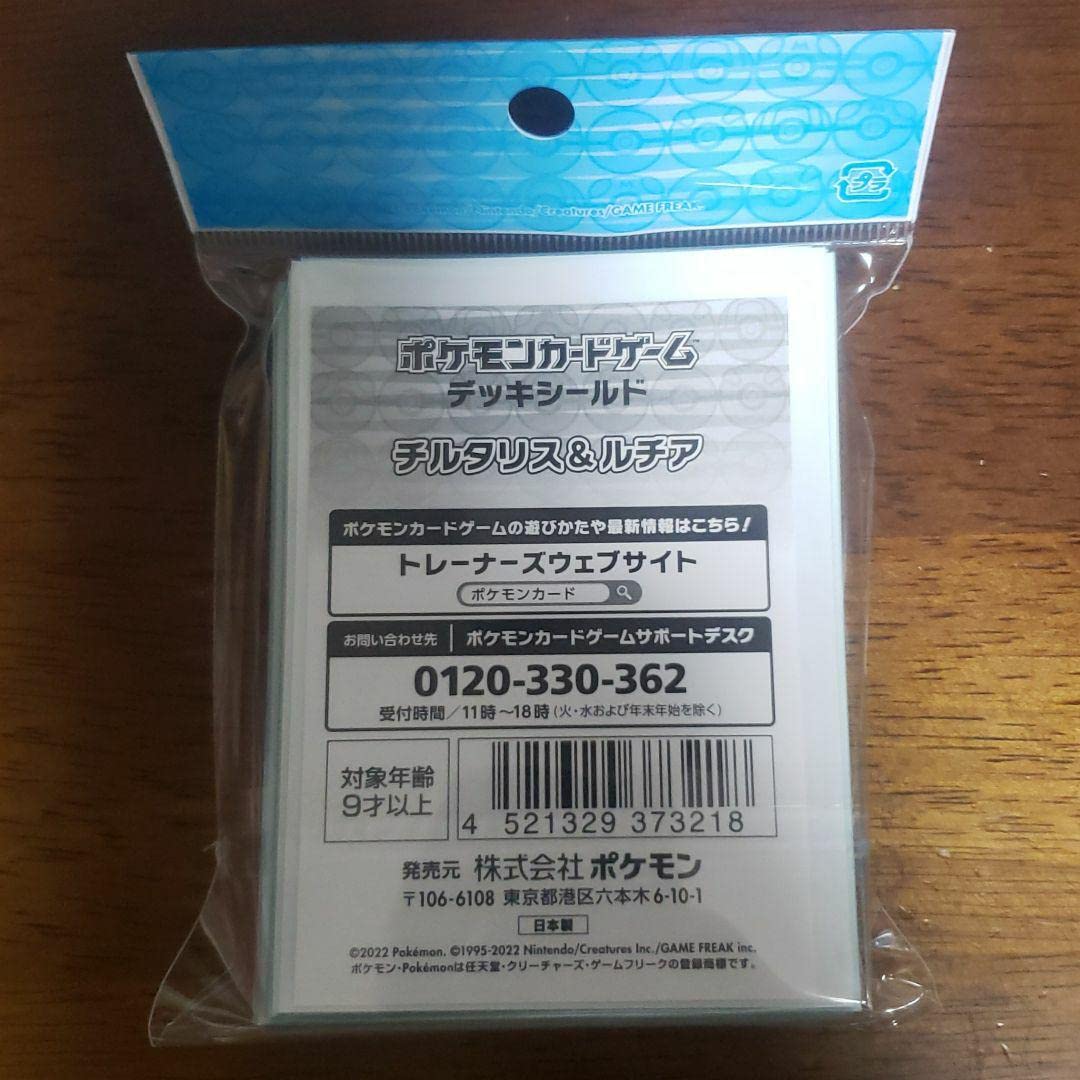 プラ
Pokémon/Nintendo/Creatures/GAME FREAK
ポケモンカードゲーム
デッキシールド
チルタリス&ルチア
ポケモンカードゲームの遊びかたや最新情報はこちら!
トレーナーズウェブサイト
ポケモンカード
お問い合わせ先 ポケモンカードゲームサポートデスク
0120-330-362
受付時間/11時~18時(火・水および年末年始を除く)
対象年齢
9才以上
4 521329 373218
発売元 株式会社 ポケモン
〒106-6108 東京都港区六本木6-10-1
日本製
©2022 Pokémon. ©1995-2022 Nintendo/Creatures Inc./GAME FREAK inc.
ポケモン・Pokémonは任天堂・クリーチャーズ・ゲームフリークの登録商標です。